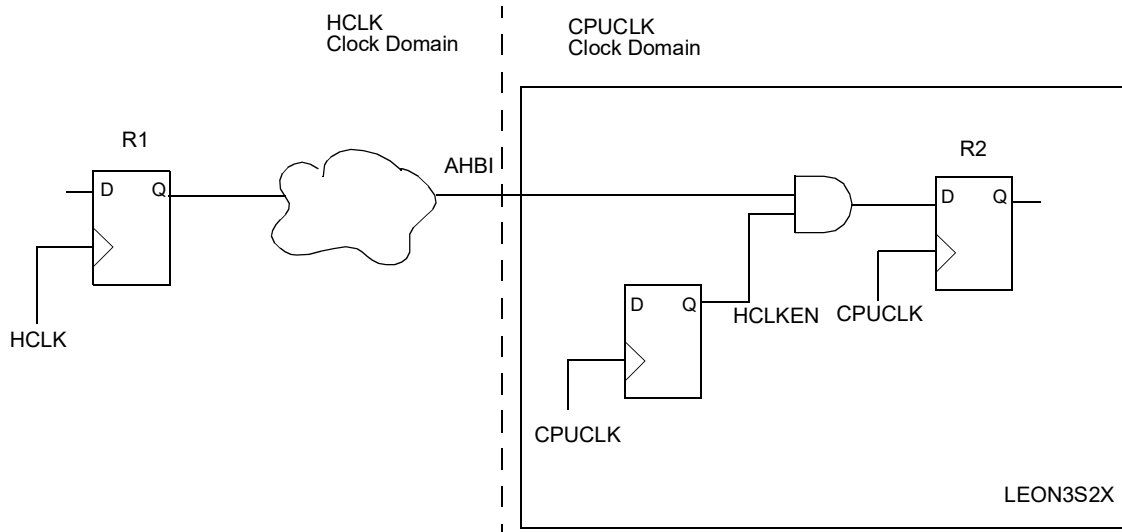 HCLK
Clock Domain
CPUCLK
Clock Domain
R1
AHBI
R2
D Q
D Q
D Q
HCLKEN
CPUCLK
HCLK
CPUCLK
LEON3S2X